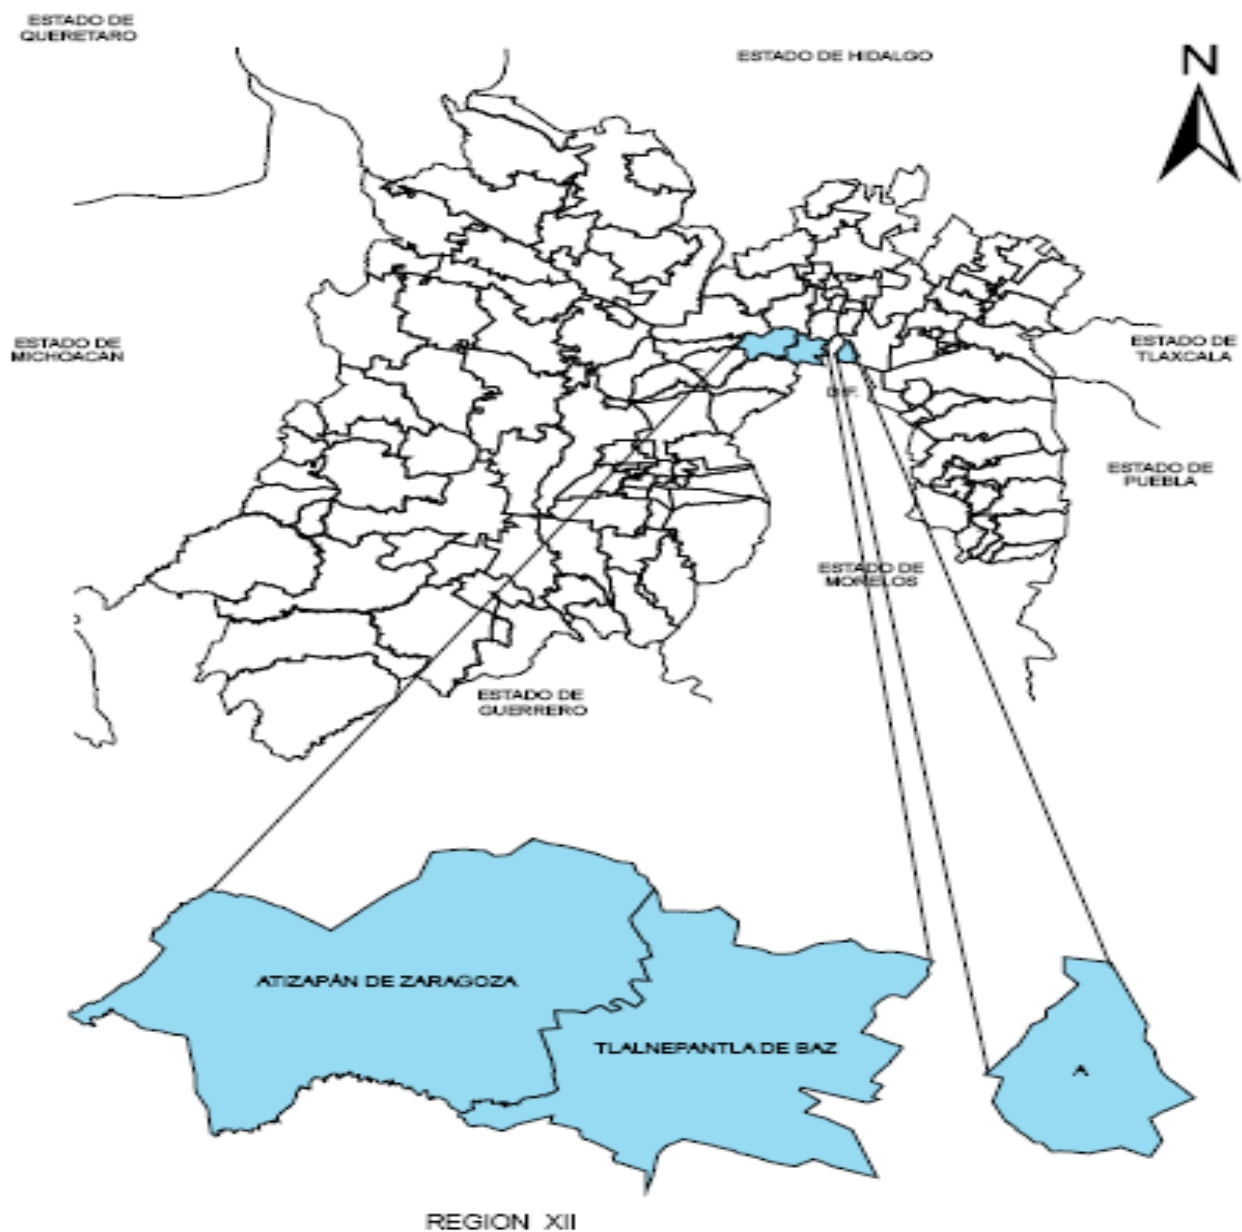 ESTADO DE
QUERETARO
ESTADO DE HIDALGO
N
ESTADO DE
MICHOACAN
ESTADO DE
TLAXCALA
D.F.
ESTADO DE
PUEBLA
ESTADO DE
MORELOS
ESTADO DE
GUERRERO
ATIZAPÁN DE ZARAGOZA
TLALNEPANTLA DE BAZ
A
REGION XII